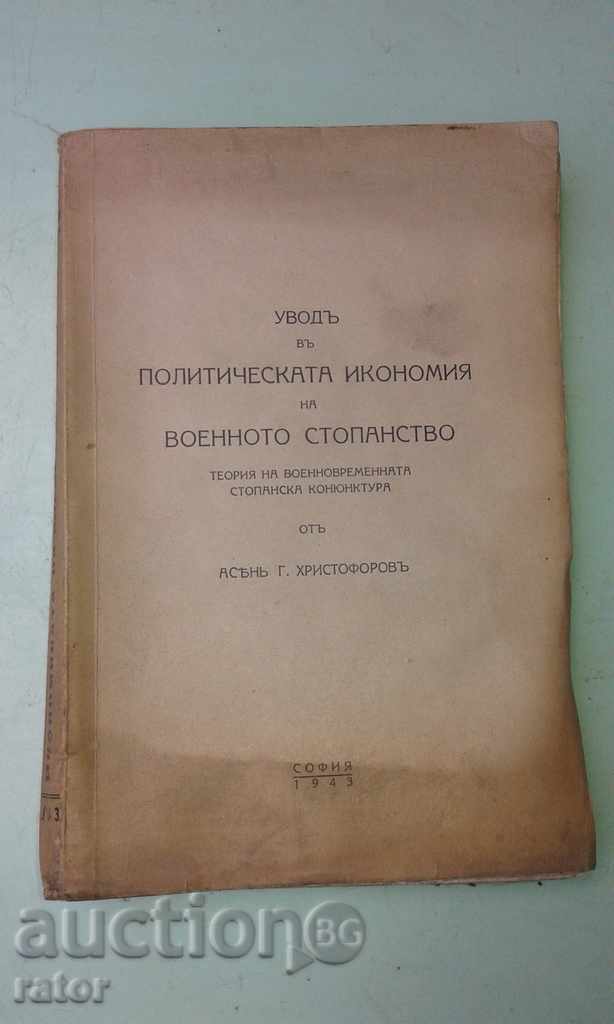 УВОДЪ
ВЪ
ПОЛИТИЧЕСКАТА ИКОНОМИЯ
НА
ВОЕННОТО СТОПАНСТВО
ТЕОРИЯ НА ВОЕННОВРЕМЕННАТА
СТОПАНСКА КОНЮНКТУРА
ОТЪ
АСѢНЬ Г. ХРИСТОФОРОВЪ
СОФИЯ
1943
auction BG
rator